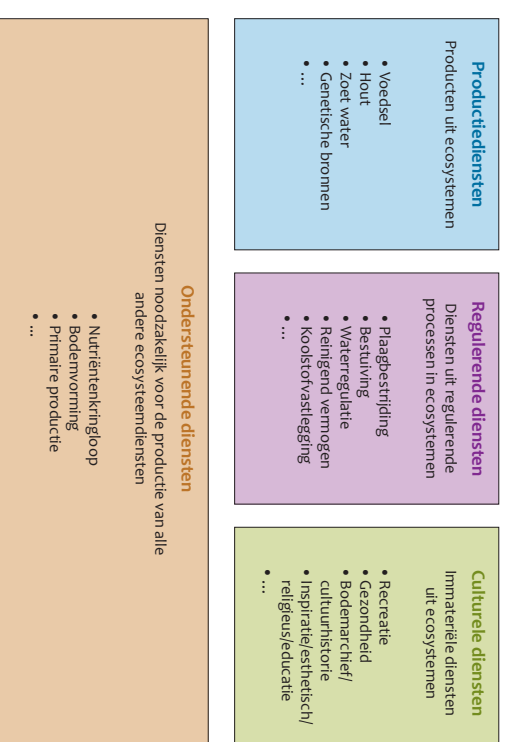 Productiediensten
Producten uit ecosystemen
• Voedsel
• Hout
• Zoet water
• Genetische bronnen
• ...
Regulerende diensten
Diensten uit regulerende
processen in ecosystemen
• Plaagbestrijding
• Bestuiving
• Waterregulatie
• Reinigend vermogen
• Koolstofvastlegging
• ...
Culturele diensten
Immateriële diensten
uit ecosystemen
• Recreatie
• Gezondheid
• Bodemarchief/
cultuurhistorie
• Inspiratie/esthetisch/
religieus/educatie
• ...
Ondersteunende diensten
Diensten noodzakelijk voor de productie van alle
andere ecosysteemdiensten
• Nutriëntenkringloop
• Bodemvorming
• Primaire productie
• ...